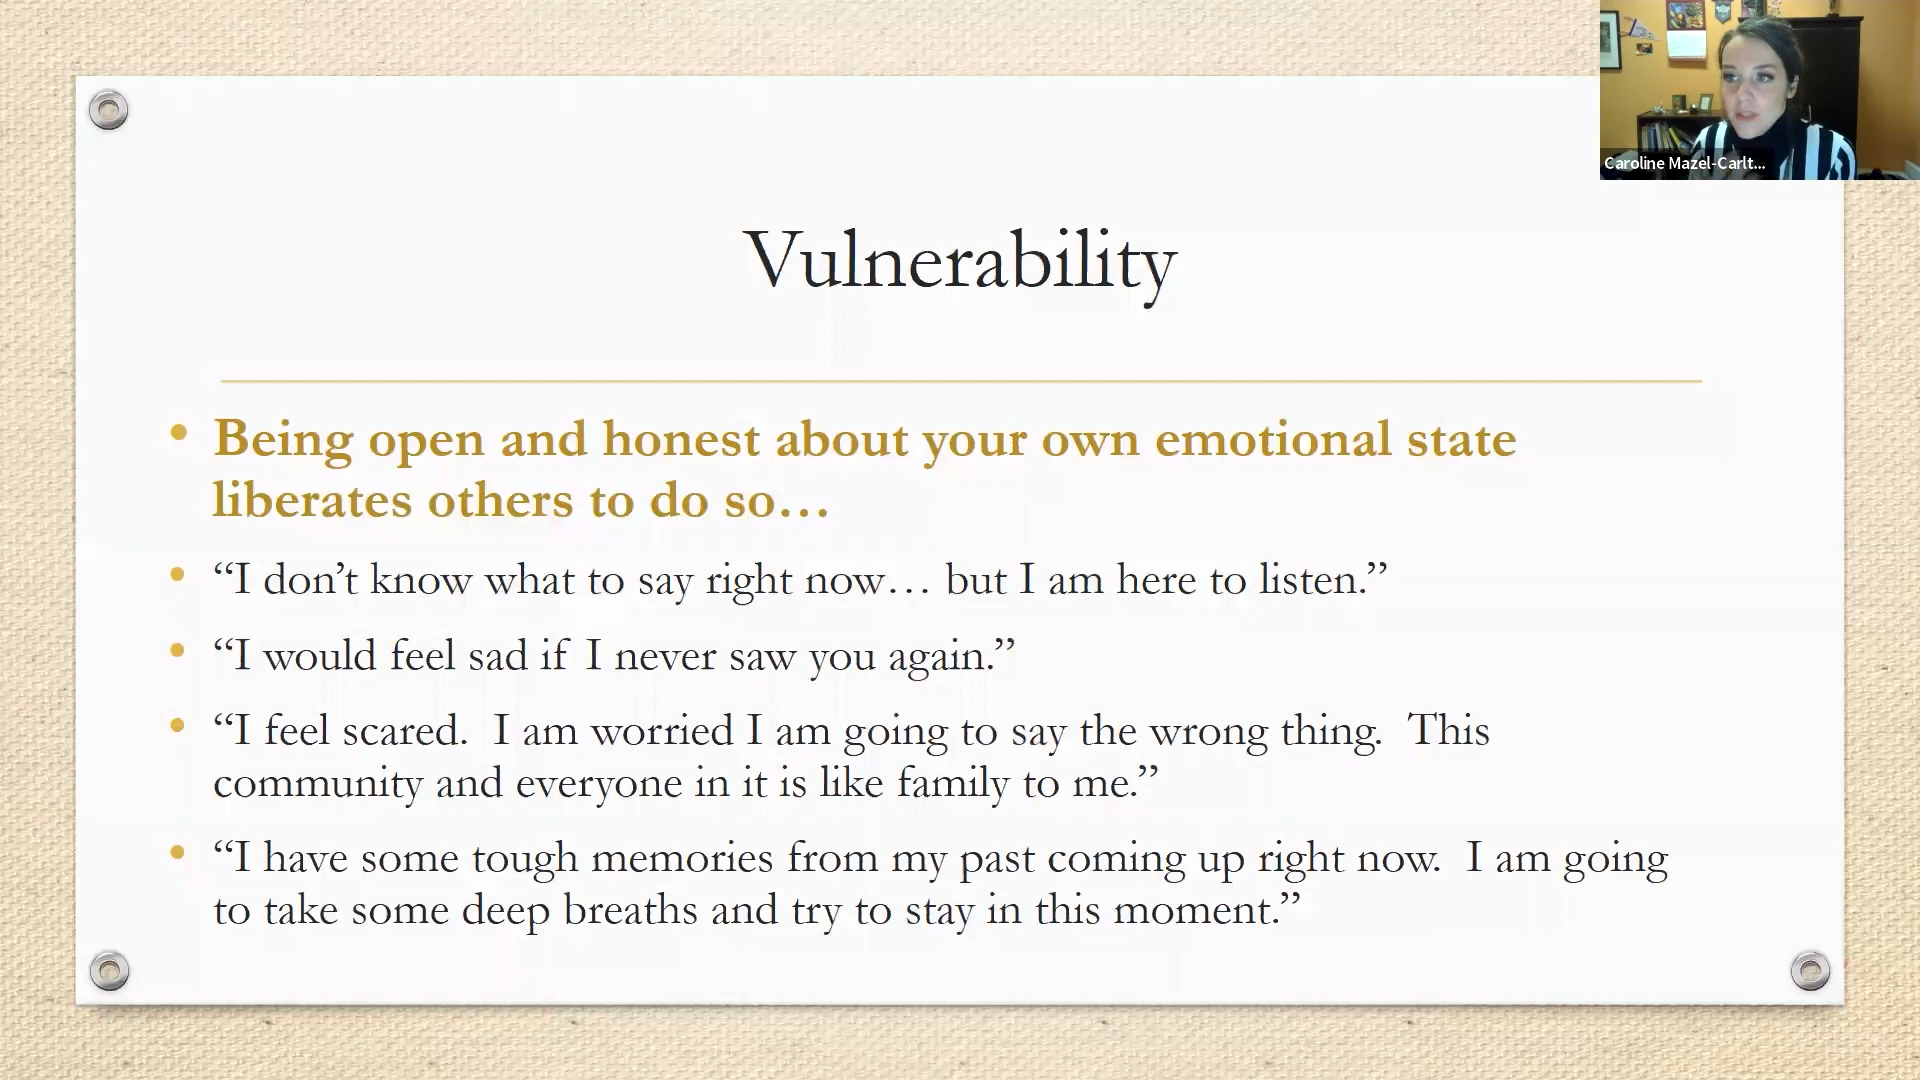 Caroline Mazel-Carlt...
Vulnerability
• Being open and honest about your own emotional state
liberates others to do so…
• “I don’t know what to say right now… but I am here to listen.”
• “I would feel sad if I never saw you again.”
• “I feel scared.  I am worried I am going to say the wrong thing.  This
community and everyone in it is like family to me.”
• “I have some tough memories from my past coming up right now.  I am going
to take some deep breaths and try to stay in this moment.”